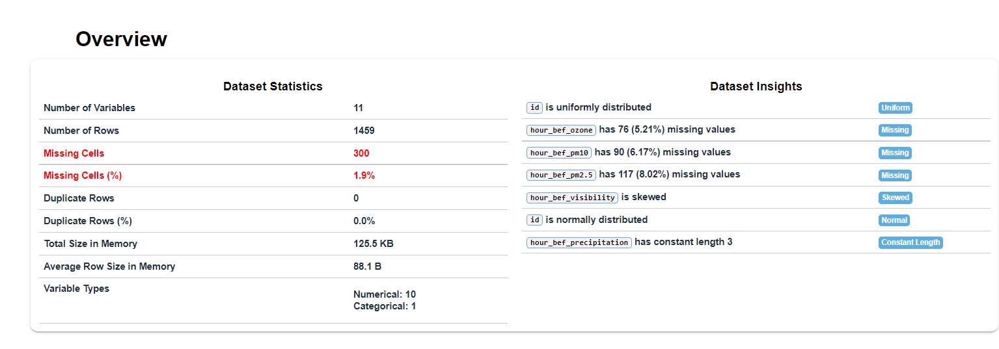 Overview
Dataset Statistics
Number of Variables 11
Number of Rows 1459
Missing Cells 300
Missing Cells (%) 1.9%
Duplicate Rows 0
Duplicate Rows (%) 0.0%
Total Size in Memory 125.5 KB
Average Row Size in Memory 88.1 B
Variable Types
Numerical: 10
Categorical: 1
Dataset Insights
id is uniformly distributed Uniform
hour_bef_ozone has 76 (5.21%) missing values Missing
hour_bef_pm10 has 90 (6.17%) missing values Missing
hour_bef_pm2.5 has 117 (8.02%) missing values Missing
hour_bef_visibility is skewed Skewed
id is normally distributed Normal
hour_bef_precipitation has constant length 3 Constant Length